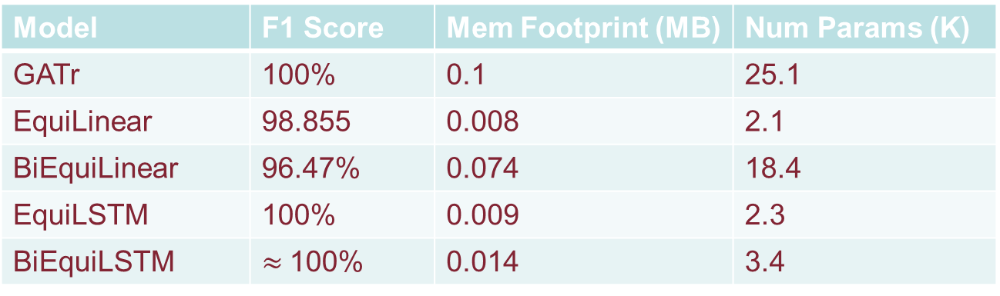 Model F1 Score Mem Footprint (MB) Num Params (K)
GATr 100% 0.1 25.1
EquiLinear 98.855 0.008 2.1
BiEquiLinear 96.47% 0.074 18.4
EquiLSTM 100% 0.009 2.3
BiEquiLSTM ≈ 100% 0.014 3.4